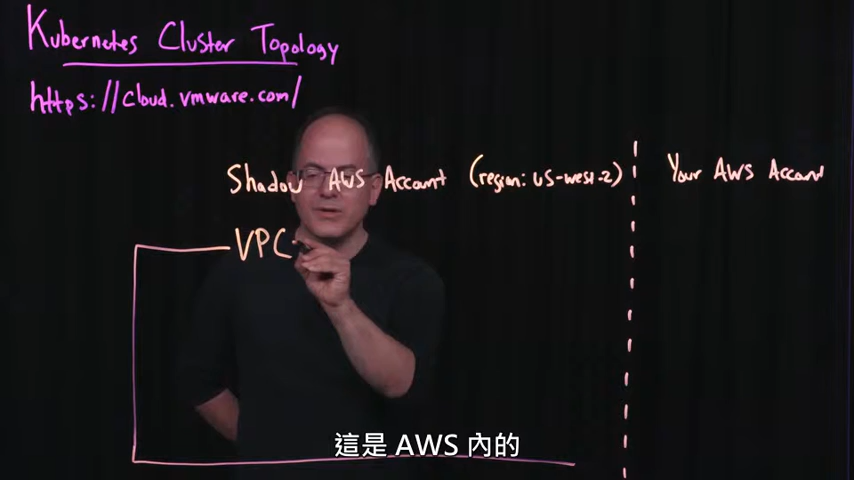 Kubernetes Cluster Topology
https://cloud.vmware.com/
Shadow AWS Account (region: us-west-2)
Your AWS Account
VPC
這是 AWS 內的